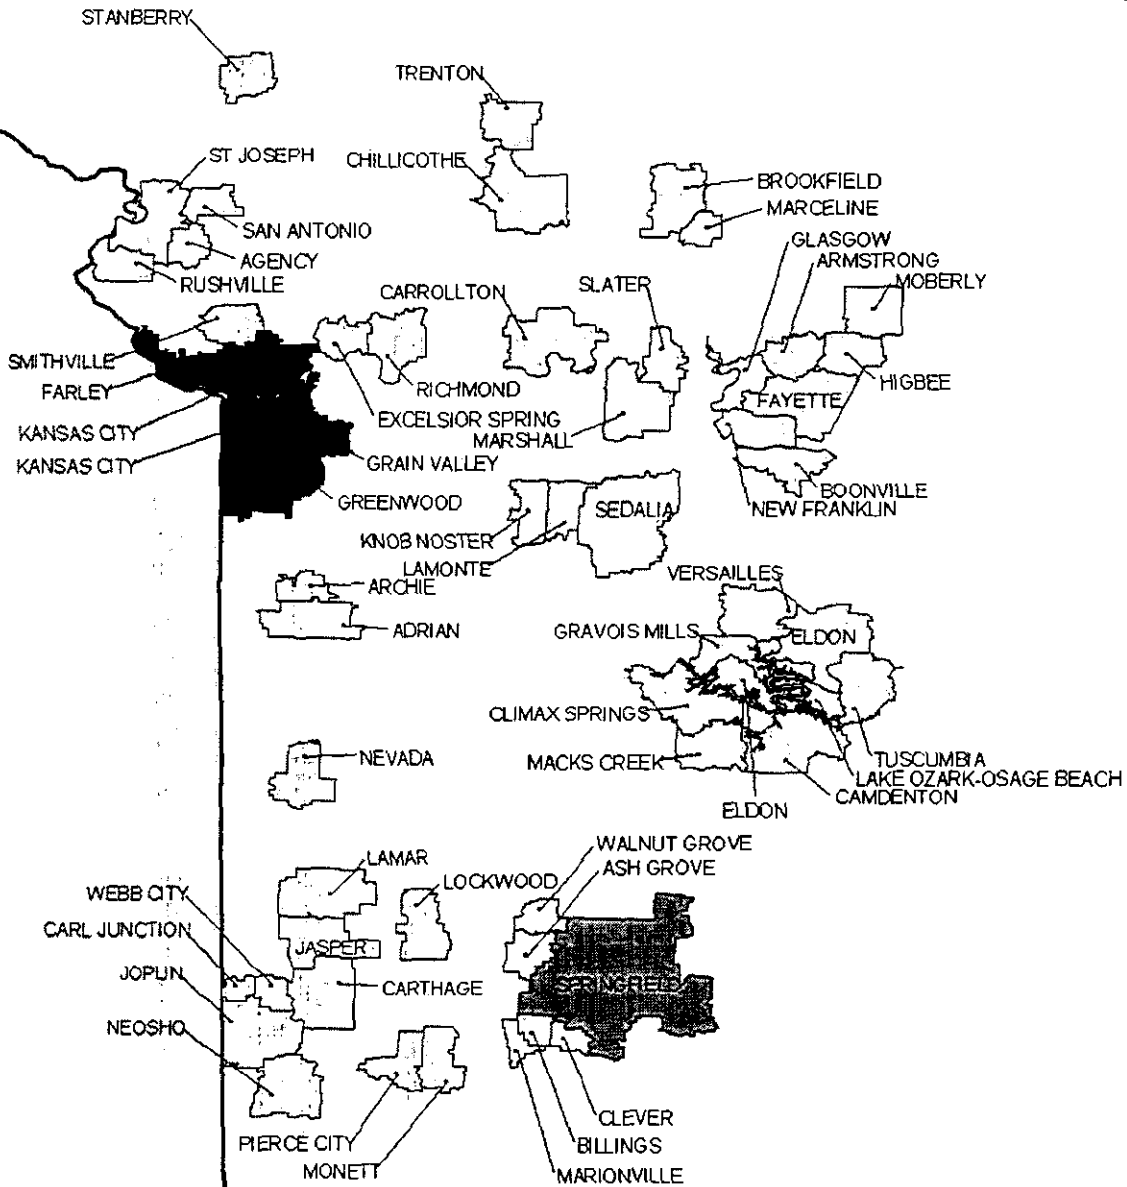 STANBERRY
TRENTON
ST JOSEPH
CHILLICOTHE
BROOKFIELD
MARCELINE
SAN ANTONIO
GLASGOW
AGENCY
ARMSTRONG
MOBERLY
RUSHVILLE
CARROLLTON
SLATER
SMITHVILLE
FARLEY
RICHMOND
HIGBEE
FAYETTE
KANSAS CITY
EXCELSIOR SPRING
MARSHALL
KANSAS CITY
GRAIN VALLEY
GREENWOOD
BOONVILLE
NEW FRANKLIN
SEDALIA
KNOB NOSTER
LAMONTE
VERSAILLES
ARCHIE
ADRIAN
GRAVOIS MILLS
ELDON
CLIMAX SPRINGS
NEVADA
MACKS CREEK
TUSCUMBIA
LAKE OZARK-OSAGE BEACH
CAMDENTON
ELDON
WALNUT GROVE
LAMAR
ASH GROVE
LOCKWOOD
WEBB CITY
CARL JUNCTION
JASPER
JOPLIN
CARTHAGE
SPRINGFIELD
NEOSHO
CLEVER
PIERCE CITY
BILLINGS
MONETT
MARIONVILLE